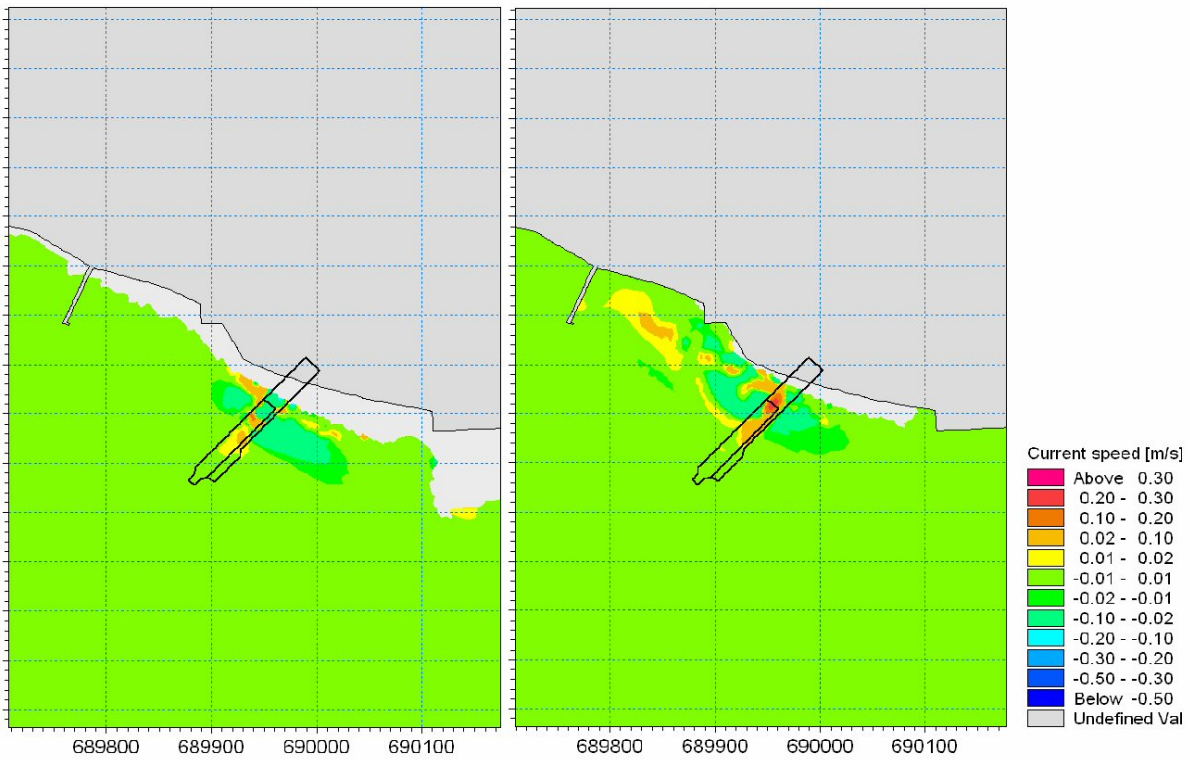 Current speed [m/s]
Above 0.30
0.20 - 0.30
0.10 - 0.20
0.02 - 0.10
0.01 - 0.02
-0.01 - 0.01
-0.02 - -0.01
-0.10 - -0.02
-0.20 - -0.10
-0.30 - -0.20
-0.50 - -0.30
Below -0.50
Undefined Val
689800 689900 690000 690100
689800 689900 690000 690100